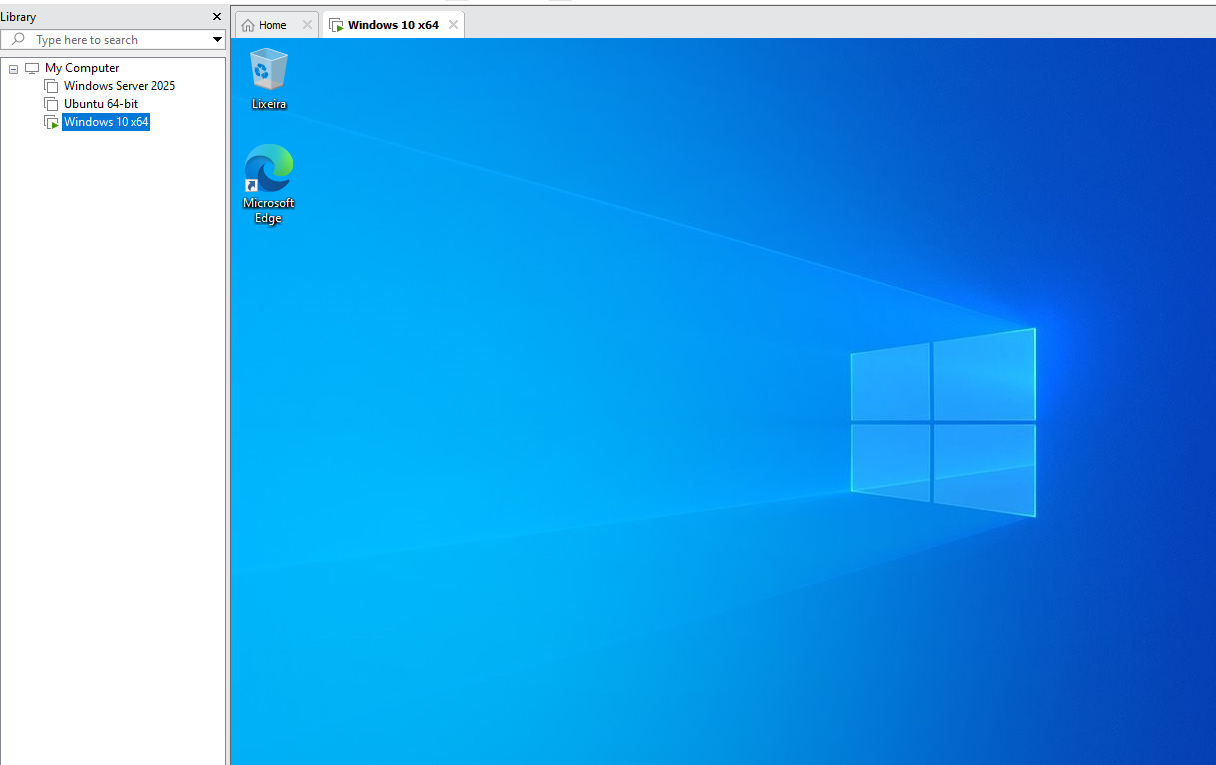 Library
Type here to search
My Computer
Windows Server 2025
Ubuntu 64-bit
Windows 10 x64
Home
Windows 10 x64
Lixeira
Microsoft
Edge